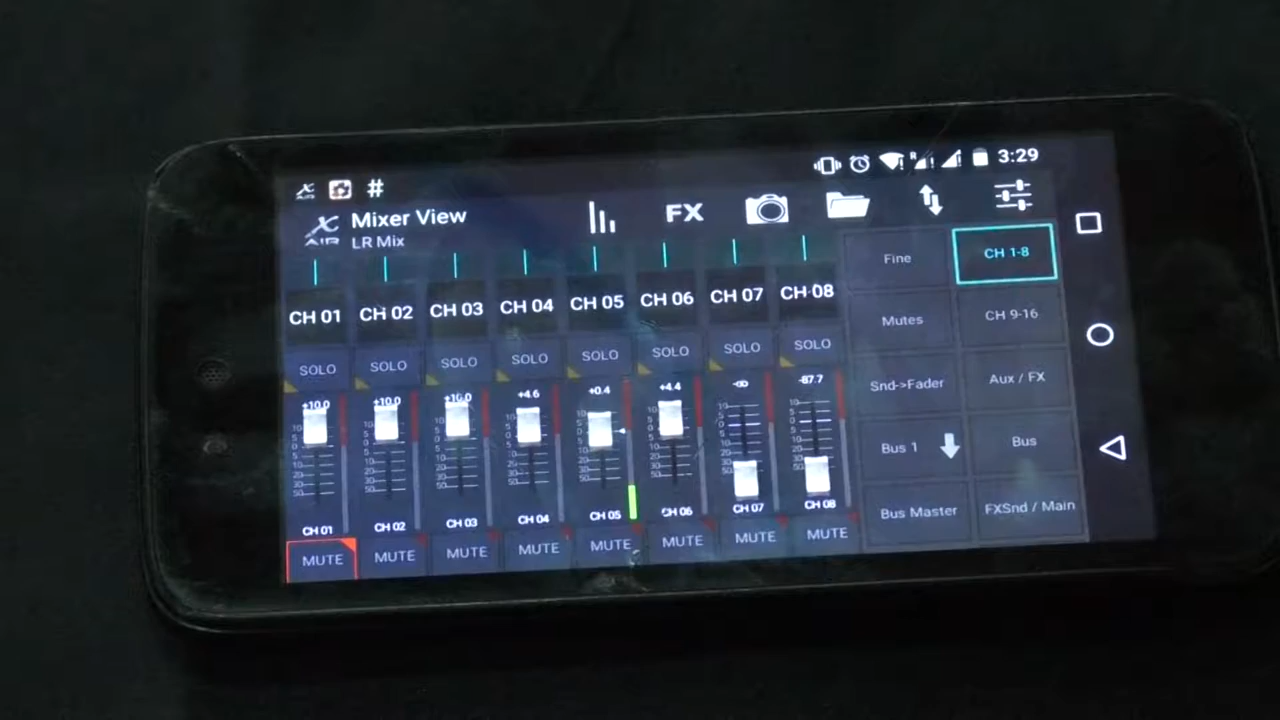 # R 3:29
X AIR Mixer View FX
LR Mix
CH 01 CH 02 CH 03 CH 04 CH 05 CH 06 CH 07 CH 08
SOLO SOLO SOLO SOLO SOLO SOLO SOLO SOLO
+10.0 +10.0 +10.0 +4.6 +0.4 +4.4 -∞ -87.7
CH 01 CH 02 CH 03 CH 04 CH 05 CH 06 CH 07 CH 08
MUTE MUTE MUTE MUTE MUTE MUTE MUTE MUTE
Fine CH 1-8
Mutes CH 9-16
Snd->Fader Aux / FX
Bus 1 Bus
Bus Master FXSnd / Main